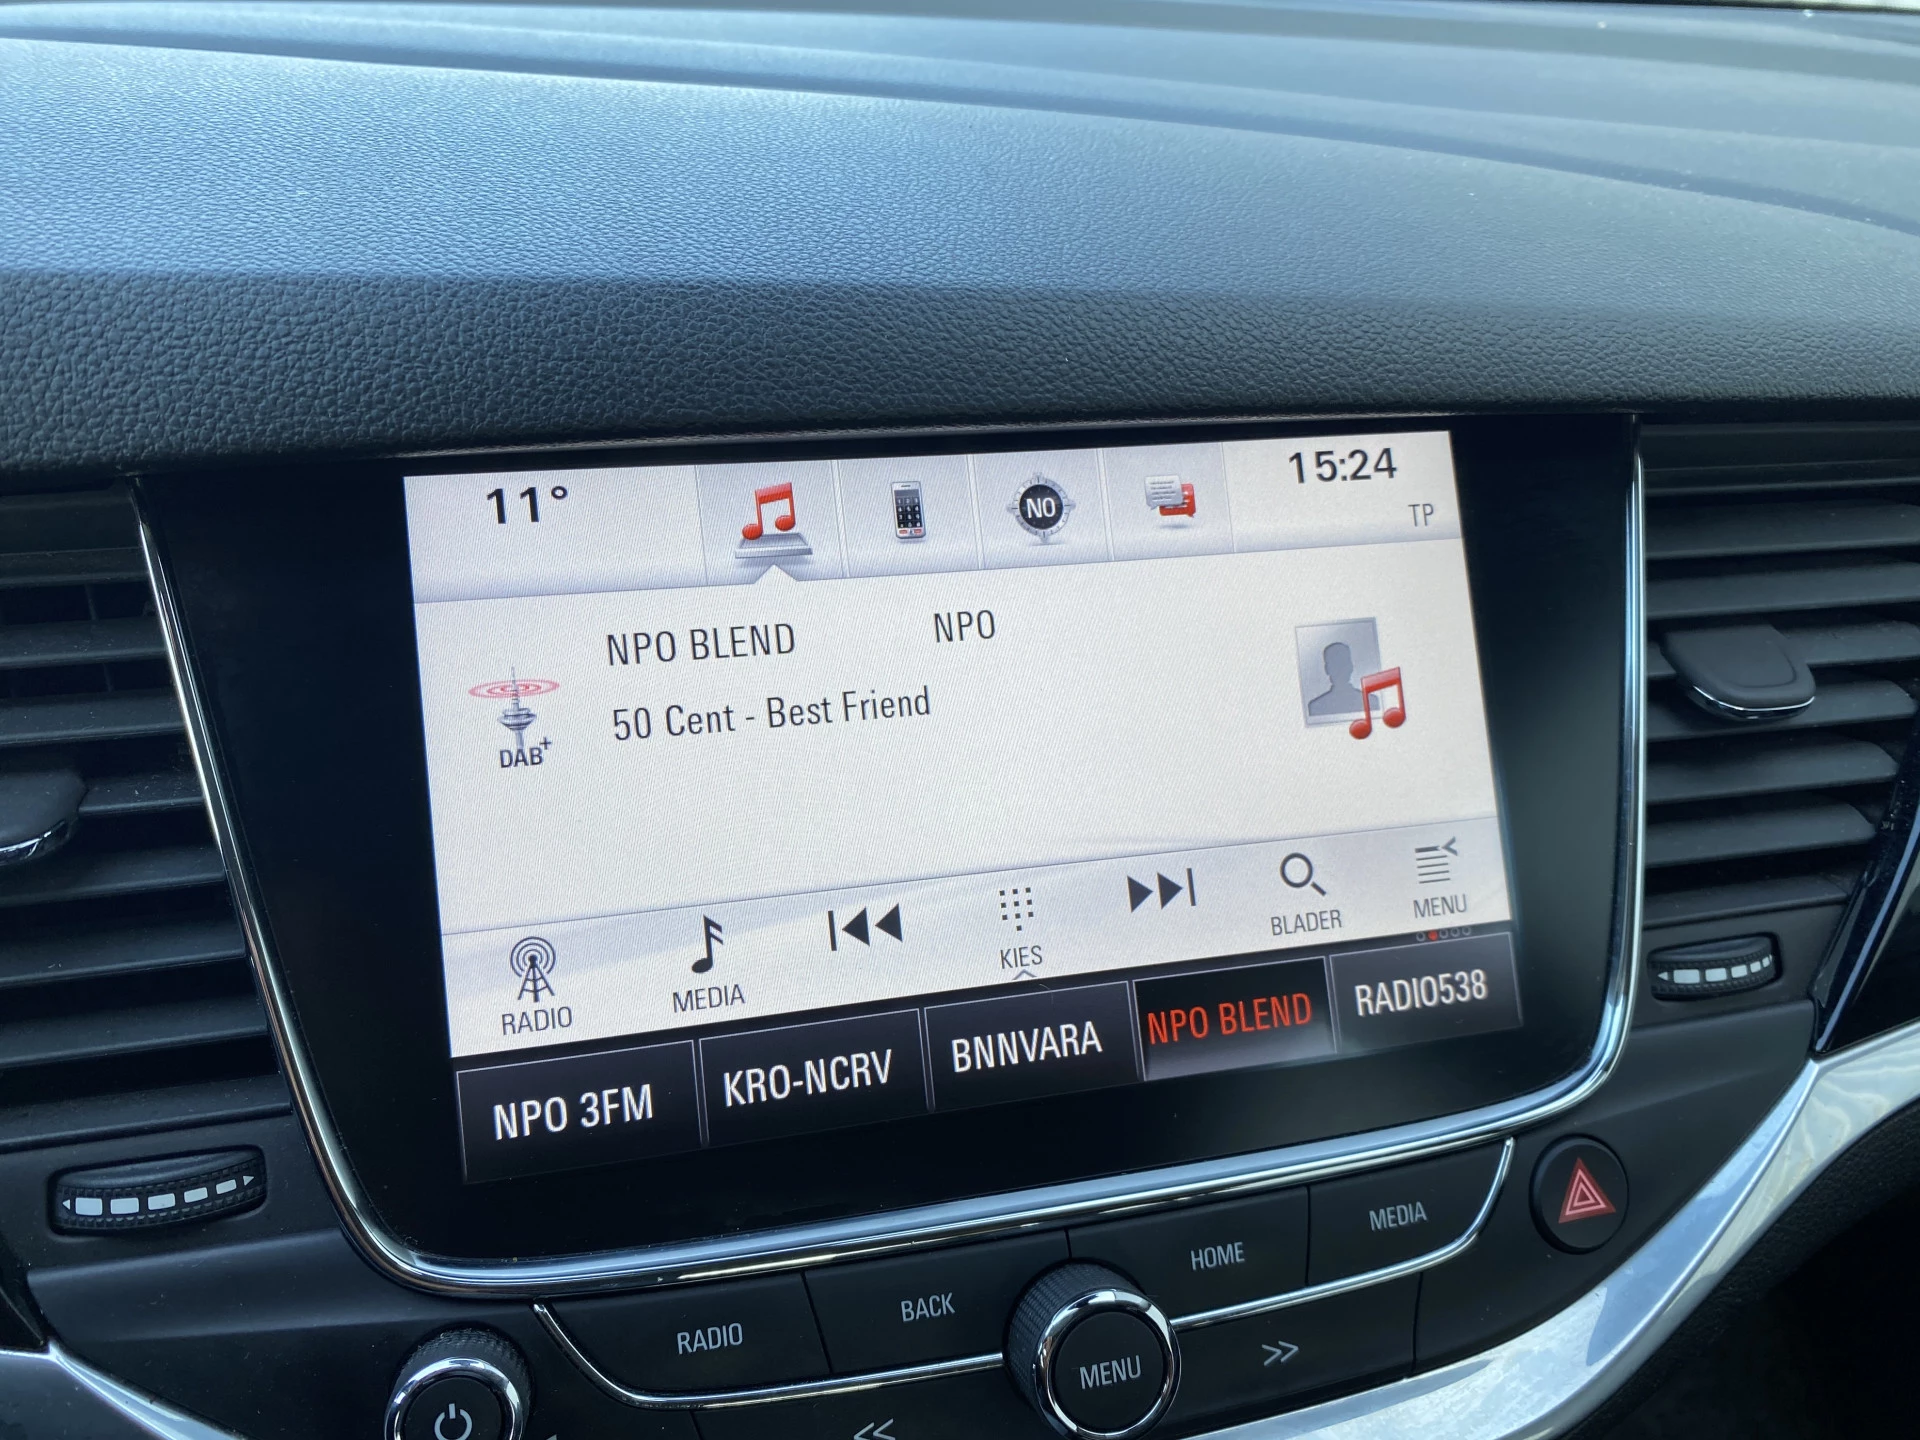 11°
NO
15:24
TP
NPO BLEND NPO
50 Cent - Best Friend
DAB+
RADIO
MEDIA
KIES
BLADER
MENU
NPO 3FM
KRO-NCRV
BNNVARA
NPO BLEND
RADIO538
RADIO
BACK
HOME
MEDIA
MENU